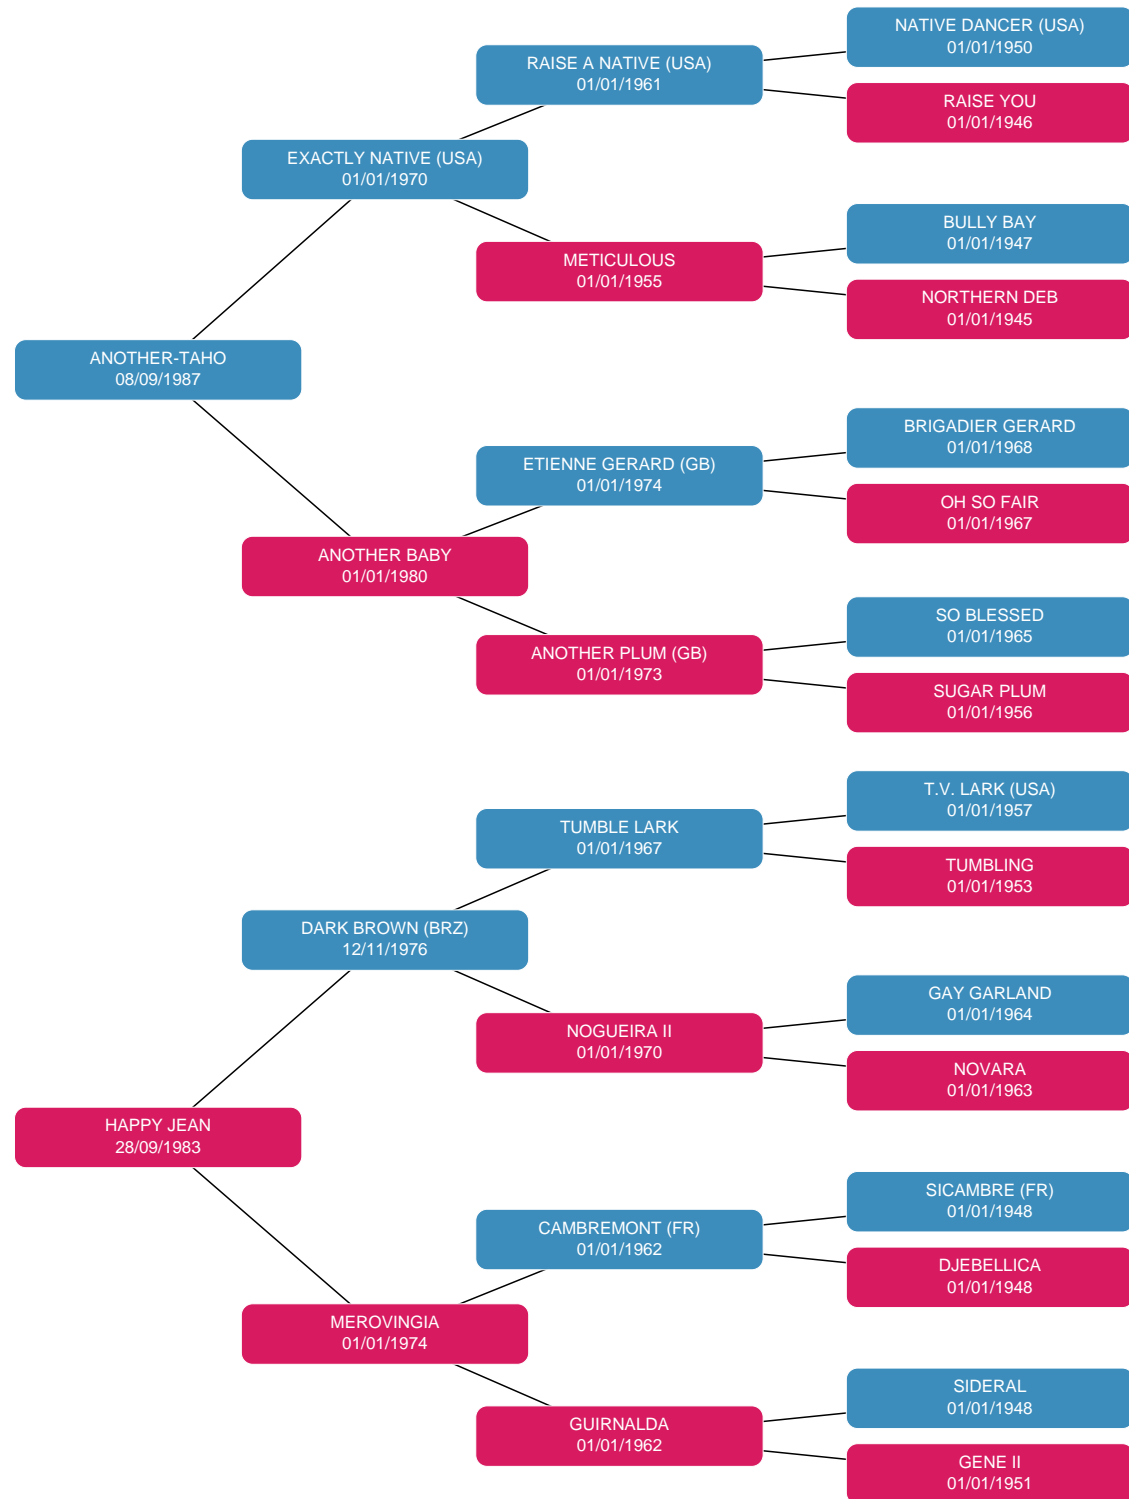 NATIVE DANCER (USA)
01/01/1950
RAISE A NATIVE (USA)
01/01/1961
RAISE YOU
01/01/1946
EXACTLY NATIVE (USA)
01/01/1970
BULLY BAY
01/01/1947
METICULOUS
01/01/1955
NORTHERN DEB
01/01/1945
ANOTHER-TAHO
08/09/1987
BRIGADIER GERARD
01/01/1968
ETIENNE GERARD (GB)
01/01/1974
OH SO FAIR
01/01/1967
ANOTHER BABY
01/01/1980
SO BLESSED
01/01/1965
ANOTHER PLUM (GB)
01/01/1973
SUGAR PLUM
01/01/1956
T.V. LARK (USA)
01/01/1957
TUMBLE LARK
01/01/1967
TUMBLING
01/01/1953
DARK BROWN (BRZ)
12/11/1976
GAY GARLAND
01/01/1964
NOGUEIRA II
01/01/1970
NOVARA
01/01/1963
HAPPY JEAN
28/09/1983
SICAMBRE (FR)
01/01/1948
CAMBREMONT (FR)
01/01/1962
DJEBELLICA
01/01/1948
MEROVINGIA
01/01/1974
SIDERAL
01/01/1948
GUIRNALDA
01/01/1962
GENE II
01/01/1951